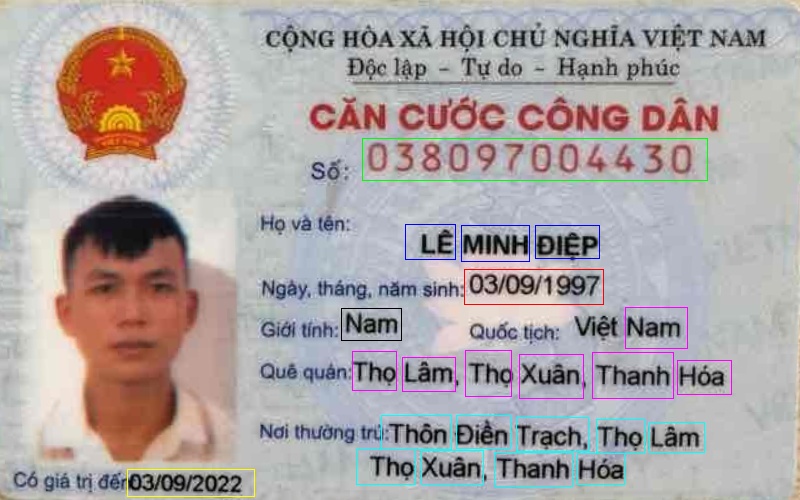 CỘNG HÒA XÃ HỘI CHỦ NGHĨA VIỆT NAM
Độc lập - Tự do - Hạnh phúc
CĂN CƯỚC CÔNG DÂN
Số: 038097004430
Họ và tên:
LÊ MINH ĐIỆP
Ngày, tháng, năm sinh: 03/09/1997
Giới tính: Nam Quốc tịch: Việt Nam
Quê quán: Thọ Lâm, Thọ Xuân, Thanh Hóa
Nơi thường trú: Thôn Điền Trạch, Thọ Lâm
Thọ Xuân, Thanh Hóa
Có giá trị đến 03/09/2022